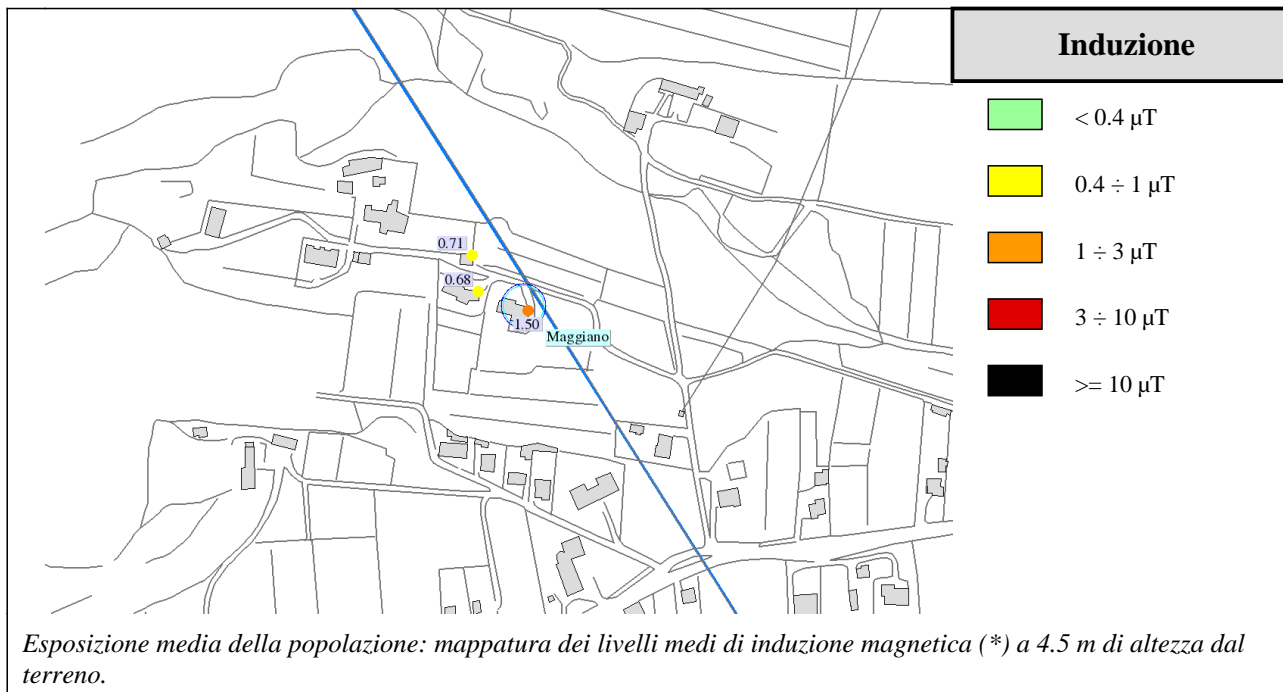 Induzione
< 0.4 µT
0.4 ÷ 1 µT
1 ÷ 3 µT
3 ÷ 10 µT
>= 10 µT
0.71
0.68
1.50
Maggiano
Esposizione media della popolazione: mappatura dei livelli medi di induzione magnetica (*) a 4.5 m di altezza dal
terreno.